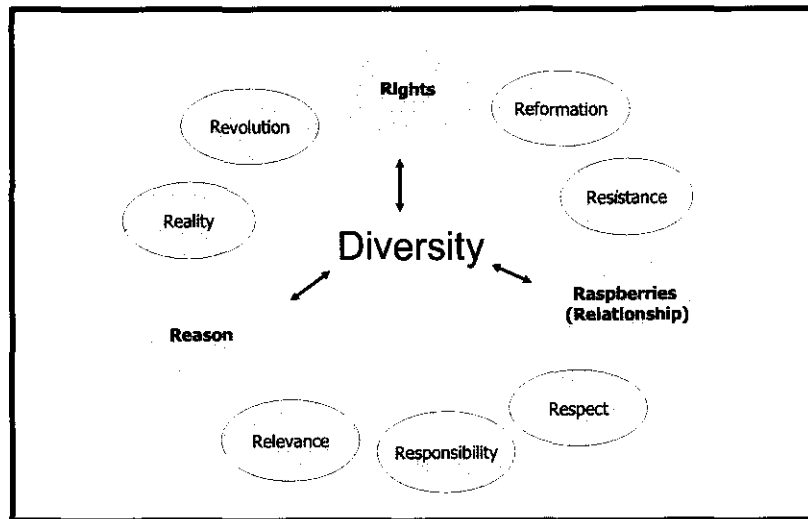 Rights
Reformation
Revolution
Resistance
Reality
Diversity
Raspberries
(Relationship)
Reason
Respect
Relevance
Responsibility